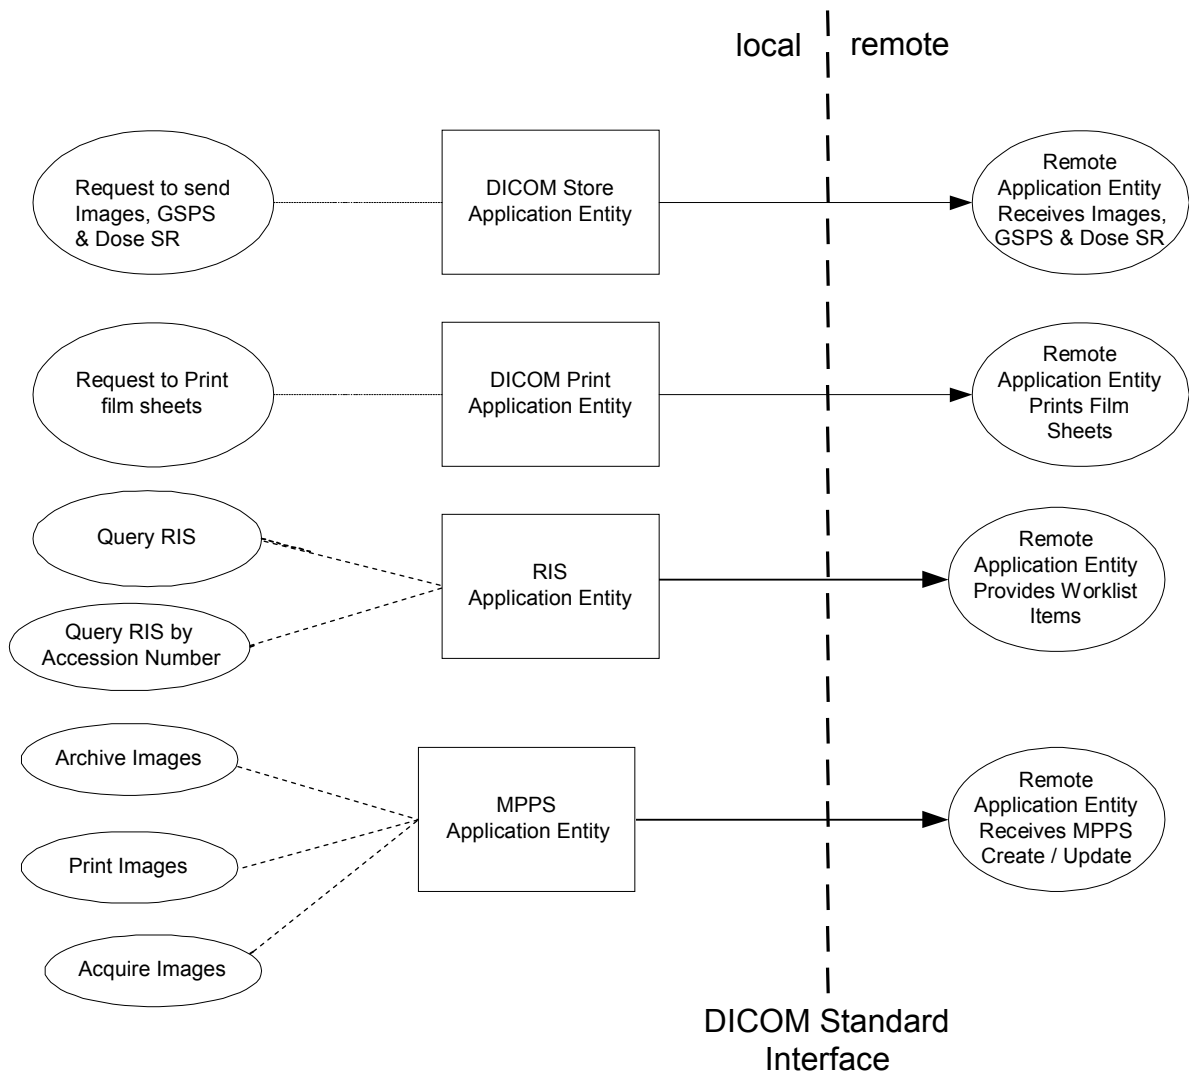 local
remote
Request to send
Images, GSPS
& Dose SR
DICOM Store
Application Entity
Remote
Application Entity
Receives Images,
GSPS & Dose SR
Request to Print
film sheets
DICOM Print
Application Entity
Remote
Application Entity
Prints Film
Sheets
Query RIS
Query RIS by
Accession Number
RIS
Application Entity
Remote
Application Entity
Provides Worklist
Items
Archive Images
Print Images
Acquire Images
MPPS
Application Entity
Remote
Application Entity
Receives MPPS
Create / Update
DICOM Standard
Interface